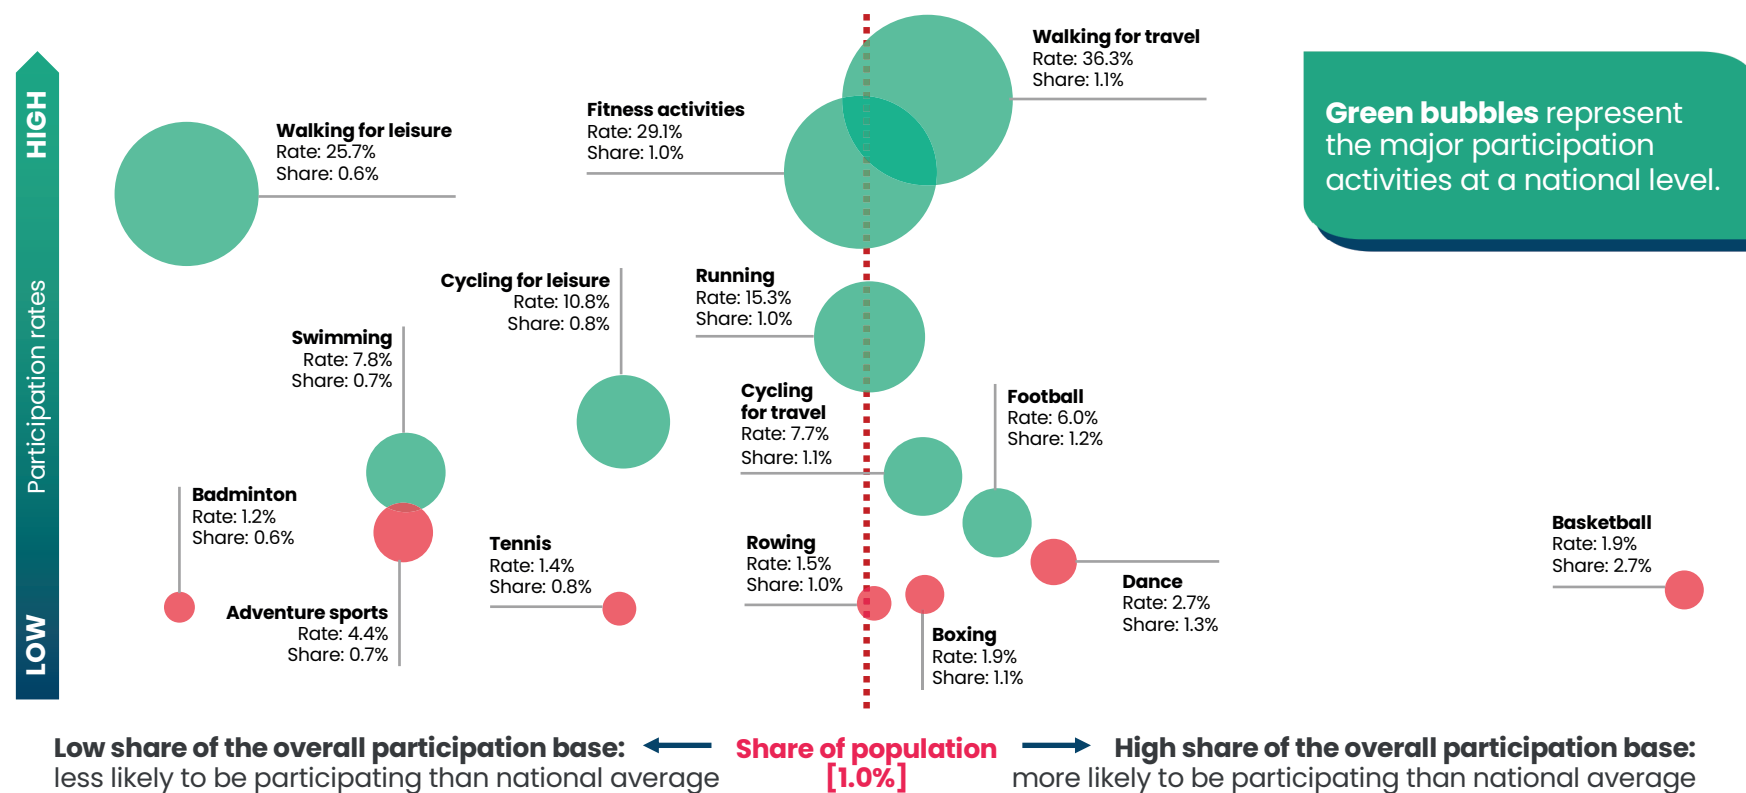 HIGH
Participation rates
LOW
Walking for leisure
Rate: 25.7%
Share: 0.6%
Fitness activities
Rate: 29.1%
Share: 1.0%
Walking for travel
Rate: 36.3%
Share: 1.1%
Green bubbles represent
the major participation
activities at a national level.
Cycling for leisure
Rate: 10.8%
Share: 0.8%
Running
Rate: 15.3%
Share: 1.0%
Swimming
Rate: 7.8%
Share: 0.7%
Cycling
for travel
Rate: 7.7%
Share: 1.1%
Football
Rate: 6.0%
Share: 1.2%
Badminton
Rate: 1.2%
Share: 0.6%
Adventure sports
Rate: 4.4%
Share: 0.7%
Tennis
Rate: 1.4%
Share: 0.8%
Rowing
Rate: 1.5%
Share: 1.0%
Boxing
Rate: 1.9%
Share: 1.1%
Dance
Rate: 2.7%
Share: 1.3%
Basketball
Rate: 1.9%
Share: 2.7%
Low share of the overall participation base:
less likely to be participating than national average
Share of population
[1.0%]
High share of the overall participation base:
more likely to be participating than national average